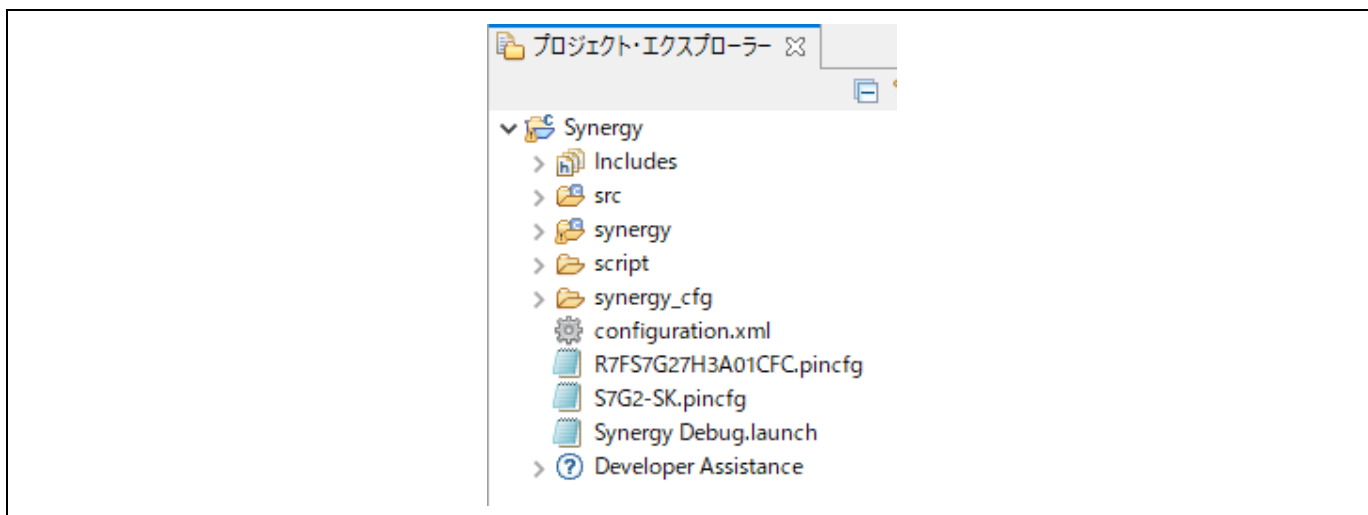 プロジェクト・エクスプローラー
Synergy
Includes
src
synergy
script
synergy_cfg
configuration.xml
R7FS7G27H3A01CFC.pincfg
S7G2-SK.pincfg
Synergy Debug.launch
Developer Assistance